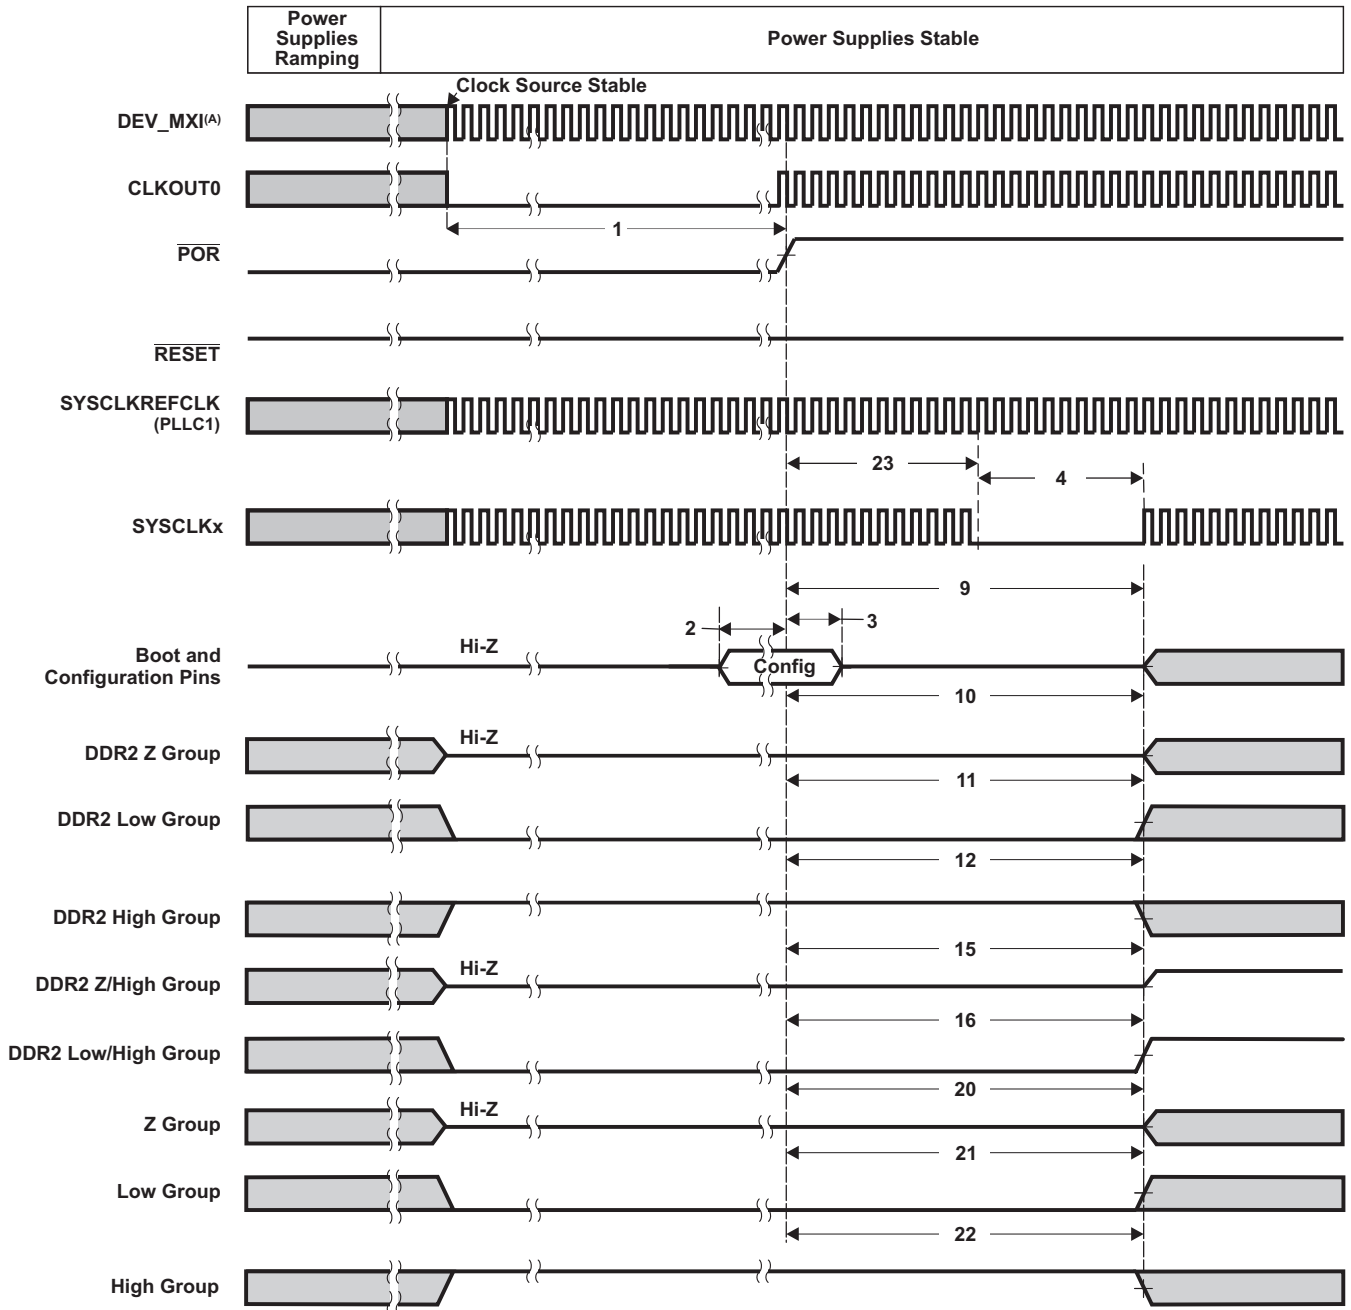 Power
Supplies
Ramping
Power Supplies Stable
Clock Source Stable
DEV_MXI(A)
CLKOUT0
1
POR
RESET
SYSCLKREFCLK
(PLLC1)
23
4
SYSCLKx
9
2
3
Hi-Z
Boot and
Configuration Pins
Config
10
Hi-Z
DDR2 Z Group
11
DDR2 Low Group
12
DDR2 High Group
15
Hi-Z
DDR2 Z/High Group
16
DDR2 Low/High Group
20
Hi-Z
Z Group
21
Low Group
22
High Group